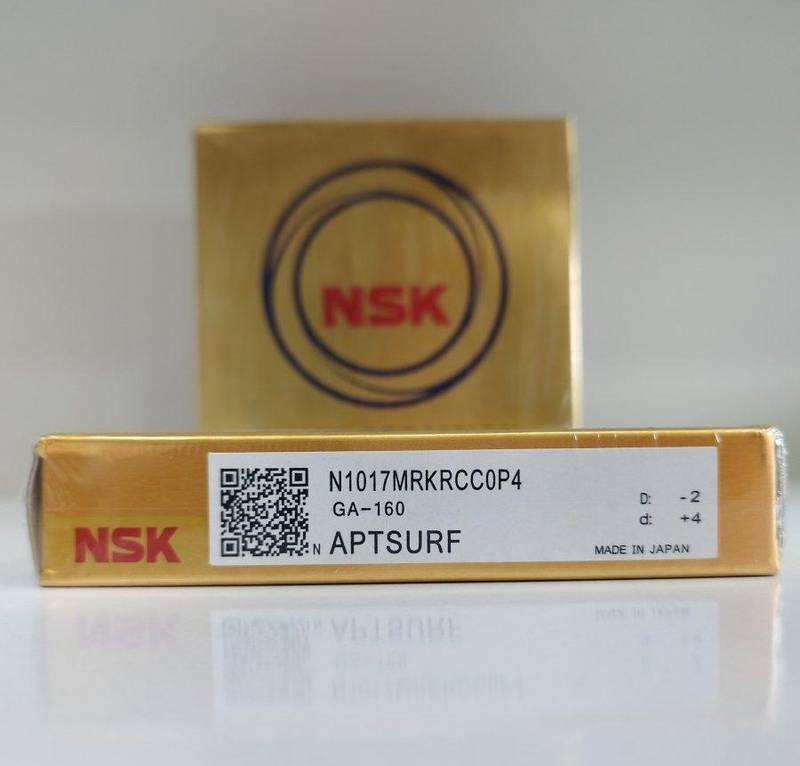 NSK
NSK
N1017MRKRCC0P4
GA-160
N APTSURF
D: -2
d: +4
MADE IN JAPAN